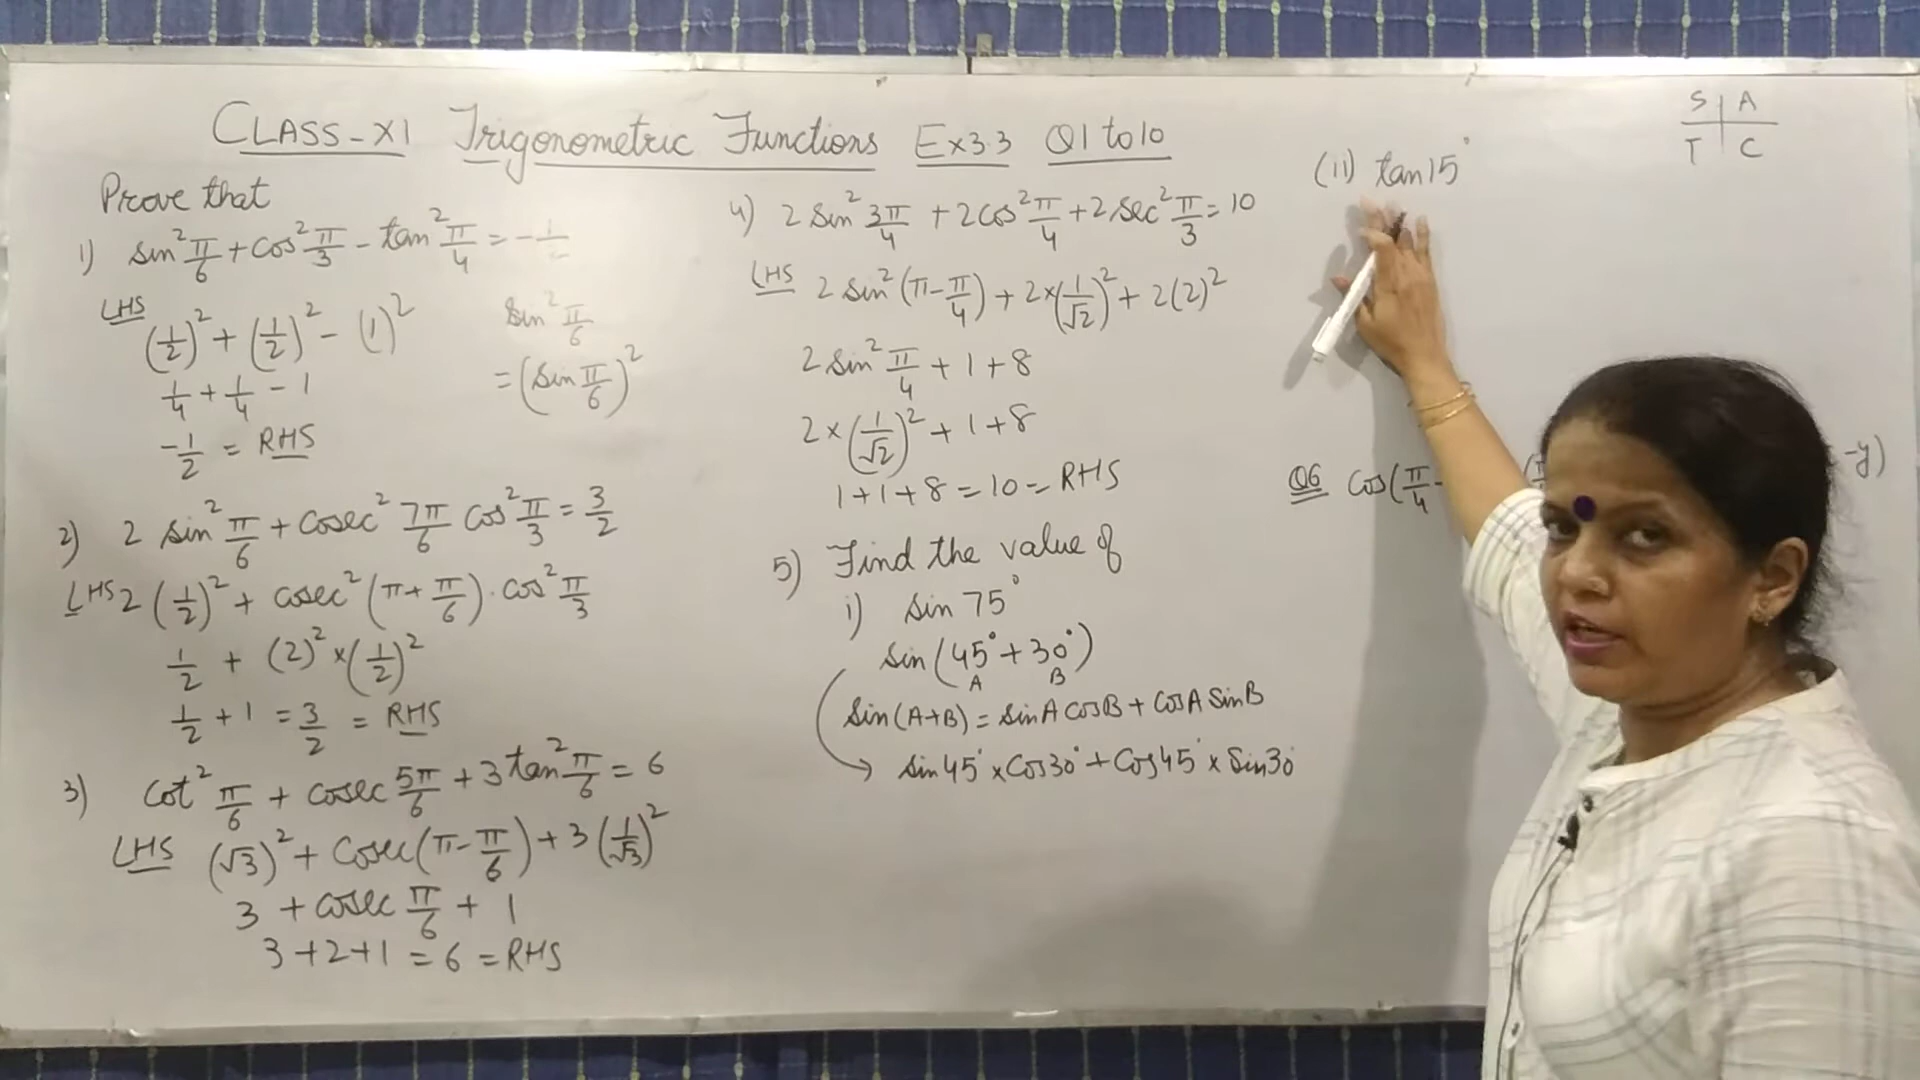 CLASS-XI Trigonometric Functions Ex3.3 Q1 to 10
Prove that
1) sin²π/6 + cos²π/3 - tan²π/4 = -1/
LHS (1/2)² + (1/2)² - (1)²
1/4 + 1/4 - 1
-1/2 = RHS
sin²π/6
= (sin π/6)²
2) 2 sin²π/6 + cosec²7π/6 cos²π/3 = 3/2
LHS 2(1/2)² + cosec²(π+π/6).cos²π/3
1/2 + (2)² × (1/2)²
1/2 + 1 = 3/2 = RHS
3) cot²π/6 + cosec 5π/6 + 3 tan²π/6 = 6
LHS (√3)² + cosec(π-π/6) + 3(1/√3)²
3 + cosec π/6 + 1
3+2+1 = 6 = RHS
4) 2 sin²3π/4 + 2cos²π/4 + 2sec²π/3 = 10
LHS 2 sin²(π-π/4) + 2×(1/√2)² + 2(2)²
2 sin²π/4 + 1 + 8
2×(1/√2)² + 1 + 8
1+1+8 = 10 = RHS
5) Find the value of
i) sin 75°
sin(45° + 30°)
A B
Sin(A+B) = sinA cosB + cosA sinB
→ sin45° × cos30° + cos45° × sin30°
(ii) tan15°
S A
T C
Q6 cos(π/4 - -y)